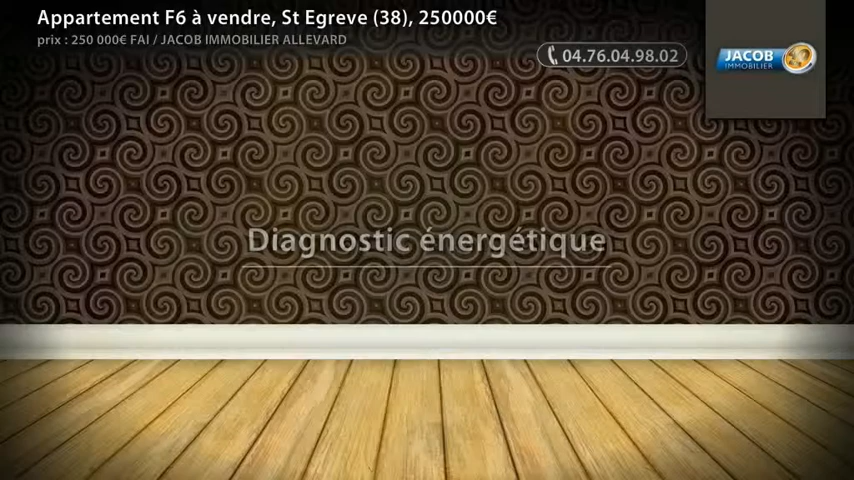 Appartement F6 à vendre, St Egreve (38), 250000€
prix : 250 000€ FAI / JACOB IMMOBILIER ALLEVARD
04.76.04.98.02
JACOB
IMMOBILIER
Diagnostic énergétique